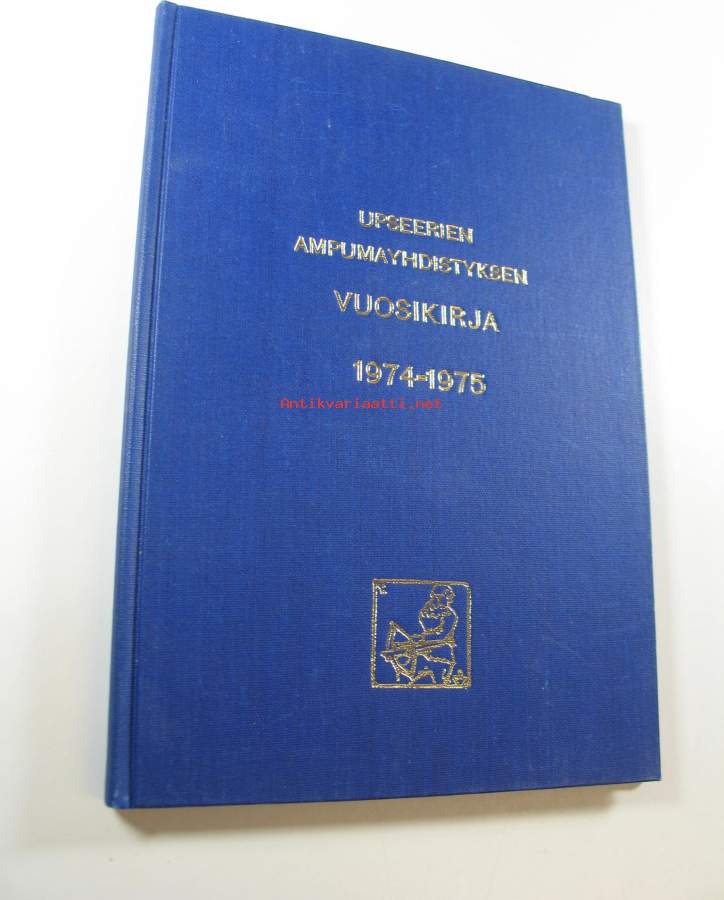 UPSEERIEN
AMPUMAYHDISTYKSEN
VUOSIKIRJA
1974-1975
Antikvariaatti.net